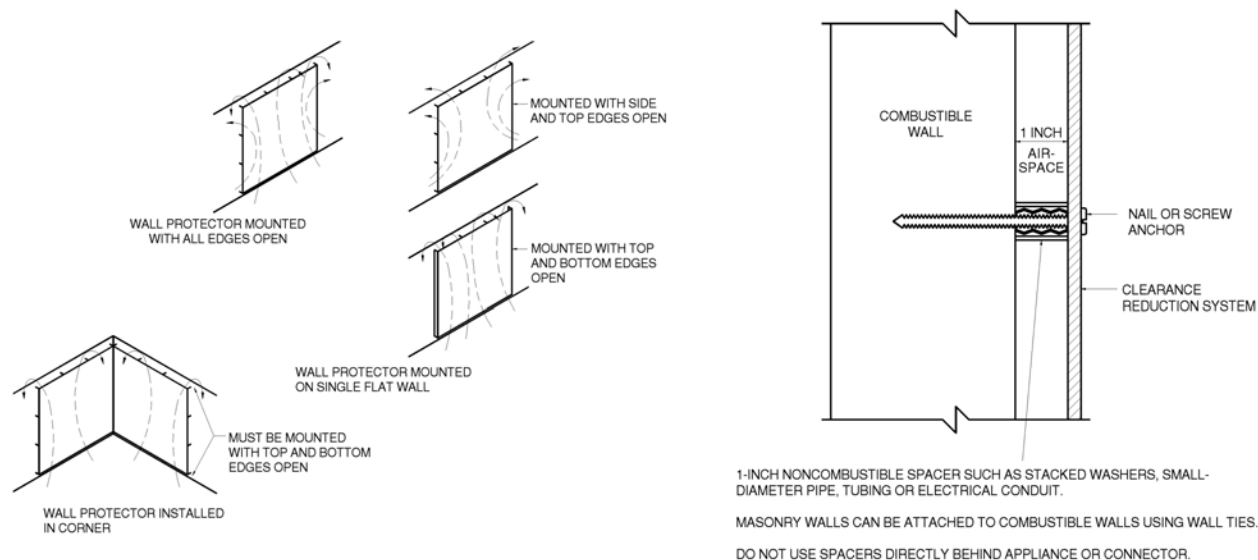 MOUNTED WITH SIDE
AND TOP EDGES OPEN
WALL PROTECTOR MOUNTED
WITH ALL EDGES OPEN
MOUNTED WITH TOP
AND BOTTOM EDGES
OPEN
WALL PROTECTOR MOUNTED
ON SINGLE FLAT WALL
MUST BE MOUNTED
WITH TOP AND BOTTOM
EDGES OPEN
WALL PROTECTOR INSTALLED
IN CORNER
COMBUSTIBLE
WALL
1 INCH
AIR-
SPACE
NAIL OR SCREW
ANCHOR
CLEARANCE
REDUCTION SYSTEM
1-INCH NONCOMBUSTIBLE SPACER SUCH AS STACKED WASHERS, SMALL-
DIAMETER PIPE, TUBING OR ELECTRICAL CONDUIT.
MASONRY WALLS CAN BE ATTACHED TO COMBUSTIBLE WALLS USING WALL TIES.
DO NOT USE SPACERS DIRECTLY BEHIND APPLIANCE OR CONNECTOR.